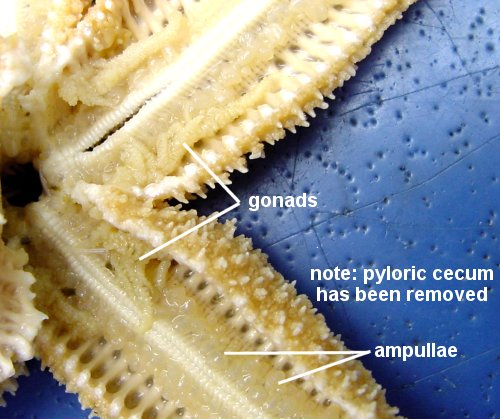 gonads
note: pyloric cecum
has been removed
ampullae